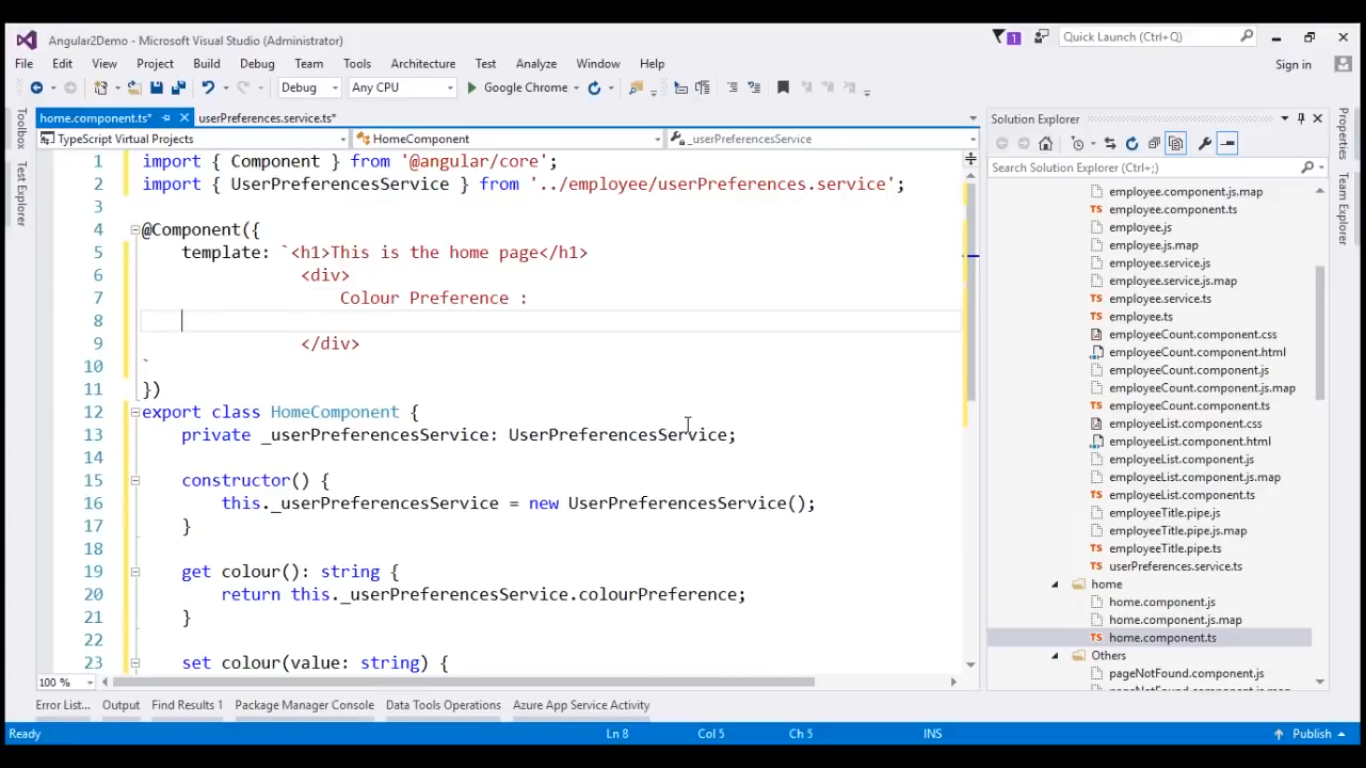 Angular2Demo - Microsoft Visual Studio (Administrator)
1
Quick Launch (Ctrl+Q)
File Edit View Project Build Debug Team Tools Architecture Test Analyze Window Help
Sign in
Debug Any CPU Google Chrome
home.component.ts* userPreferences.service.ts*
TypeScript Virtual Projects HomeComponent _userPreferencesService
Toolbox
Test Explorer
1 import { Component } from '@angular/core';
2 import { UserPreferencesService } from '../employee/userPreferences.service';
3
4 @Component({
5 template: `<h1>This is the home page</h1>
6 <div>
7 Colour Preference :
8
9 </div>
10 `
11 })
12 export class HomeComponent {
13 private _userPreferencesService: UserPreferencesService;
14
15 constructor() {
16 this._userPreferencesService = new UserPreferencesService();
17 }
18
19 get colour(): string {
20 return this._userPreferencesService.colourPreference;
21 }
22
23 set colour(value: string) {
100 %
Solution Explorer
Search Solution Explorer (Ctrl+;)
employee.component.js.map
employee.component.ts
employee.js
employee.js.map
employee.service.js
employee.service.js.map
employee.service.ts
employee.ts
employeeCount.component.css
employeeCount.component.html
employeeCount.component.js
employeeCount.component.js.map
employeeCount.component.ts
employeeList.component.css
employeeList.component.html
employeeList.component.js
employeeList.component.js.map
employeeList.component.ts
employeeTitle.pipe.js
employeeTitle.pipe.js.map
employeeTitle.pipe.ts
userPreferences.service.ts
home
home.component.js
home.component.js.map
home.component.ts
Others
pageNotFound.component.js
Properties
Team Explorer
Error List... Output Find Results 1 Package Manager Console Data Tools Operations Azure App Service Activity
Ready Ln 8 Col 5 Ch 5 INS Publish